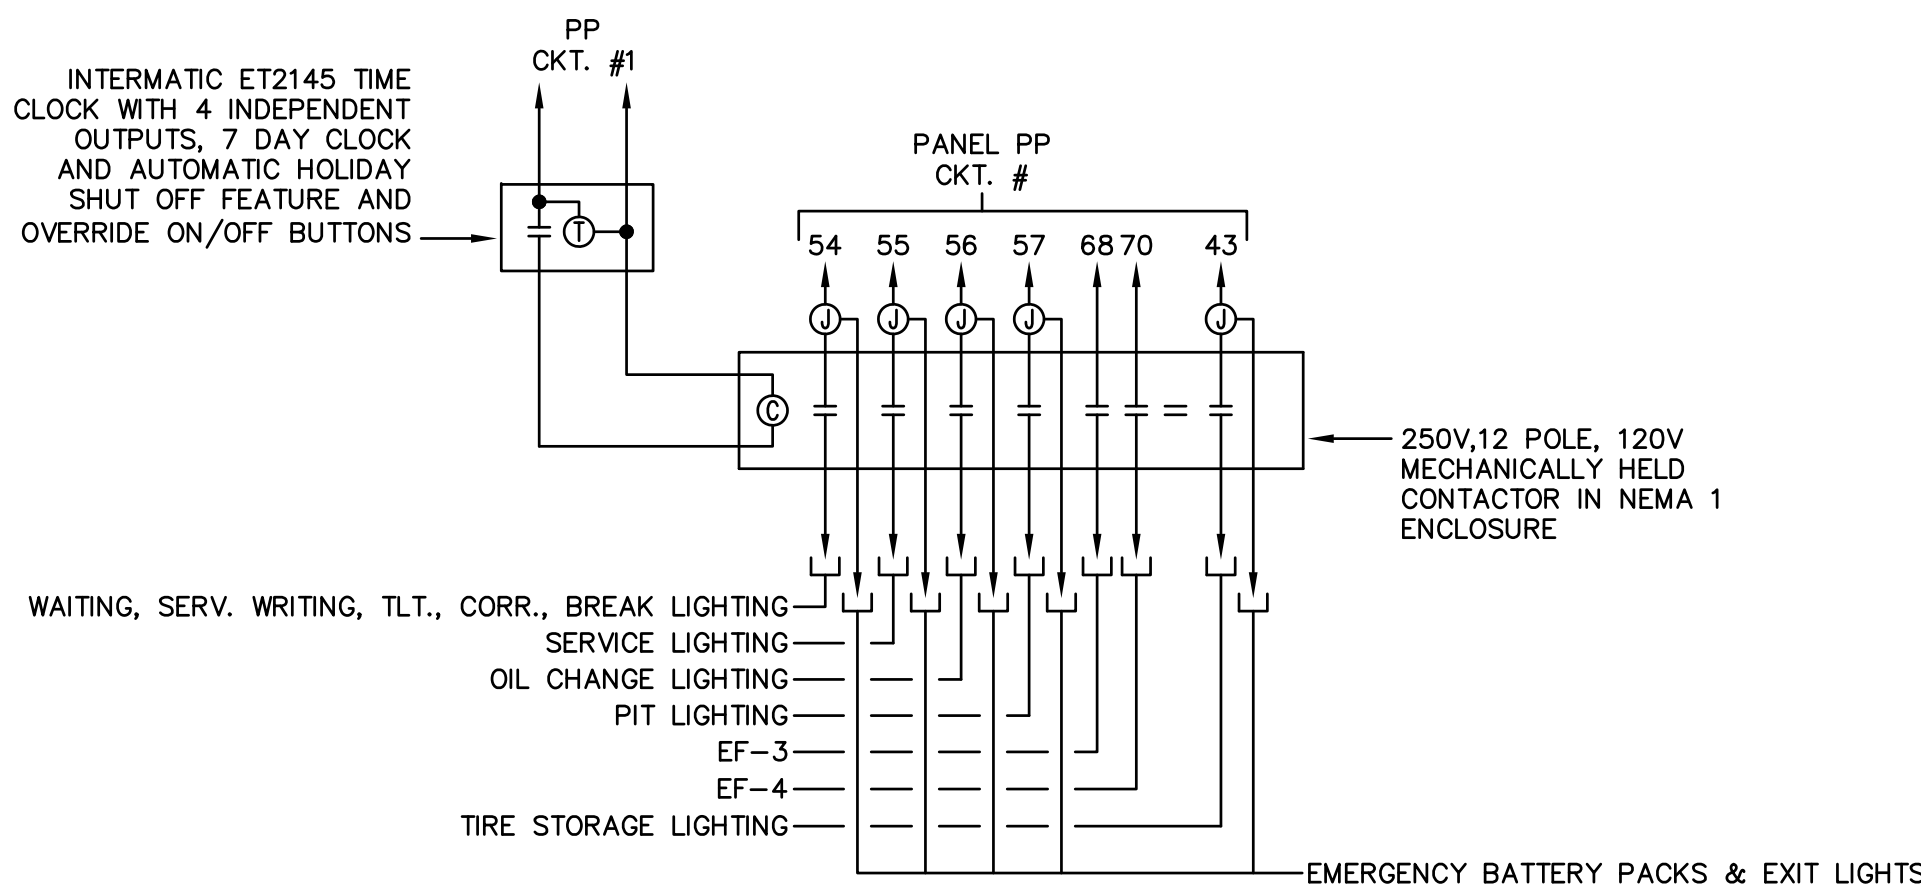 PP
CKT. #1
INTERMATIC ET2145 TIME
CLOCK WITH 4 INDEPENDENT
OUTPUTS, 7 DAY CLOCK
AND AUTOMATIC HOLIDAY
SHUT OFF FEATURE AND
OVERRIDE ON/OFF BUTTONS
T
PANEL PP
CKT. #
54 55 56 57 68 70 43
J J J J J
C
250V,12 POLE, 120V
MECHANICALLY HELD
CONTACTOR IN NEMA 1
ENCLOSURE
WAITING, SERV. WRITING, TLT., CORR., BREAK LIGHTING
SERVICE LIGHTING
OIL CHANGE LIGHTING
PIT LIGHTING
EF-3
EF-4
TIRE STORAGE LIGHTING
EMERGENCY BATTERY PACKS & EXIT LIGHTS